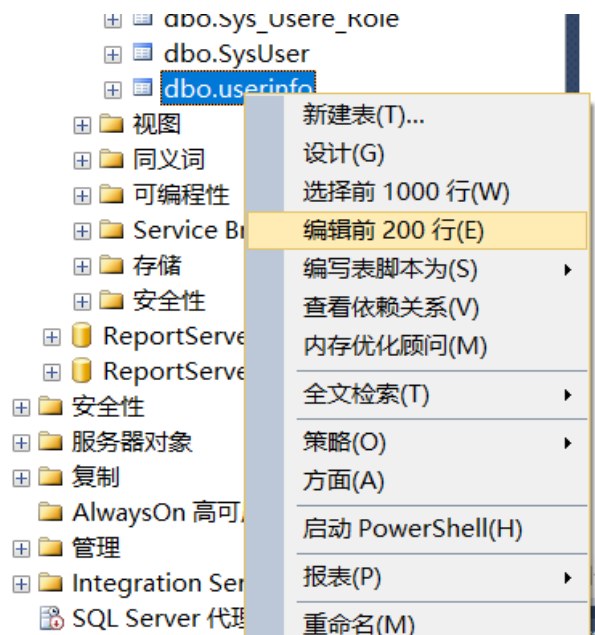 dbo.Sys_Usere_Role
dbo.SysUser
dbo.userinfo
视图
同义词
可编程性
Service Br
存储
安全性
ReportServe
ReportServe
安全性
服务器对象
复制
AlwaysOn 高可
管理
Integration Ser
SQL Server 代理
新建表(T)...
设计(G)
选择前 1000 行(W)
编辑前 200 行(E)
编写表脚本为(S)
查看依赖关系(V)
内存优化顾问(M)
全文检索(T)
策略(O)
方面(A)
启动 PowerShell(H)
报表(P)
重命名(M)